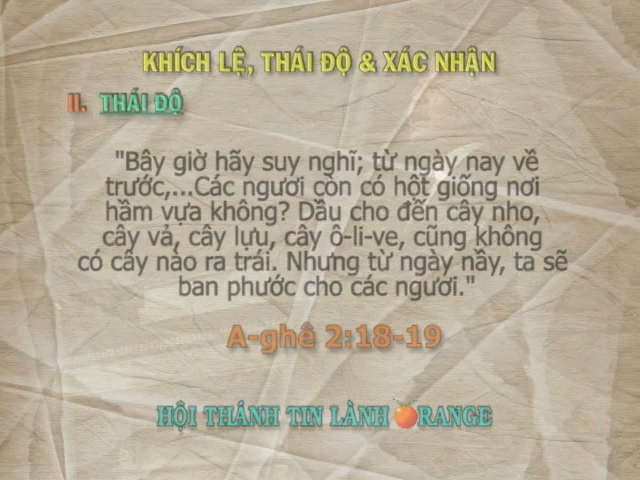 KHÍCH LỆ, THÁI ĐỘ & XÁC NHẬN
II. THÁI ĐỘ
"Bây giờ hãy suy nghĩ; từ ngày nay về
trước,...Các ngươi còn có hột giống nơi
hầm vựa không? Dầu cho đến cây nho,
cây vả, cây lựu, cây ô-li-ve, cũng không
có cây nào ra trái. Nhưng từ ngày nầy, ta sẽ
ban phước cho các ngươi."
A-ghê 2:18-19
HỘI THÁNH TIN LÀNH ORANGE